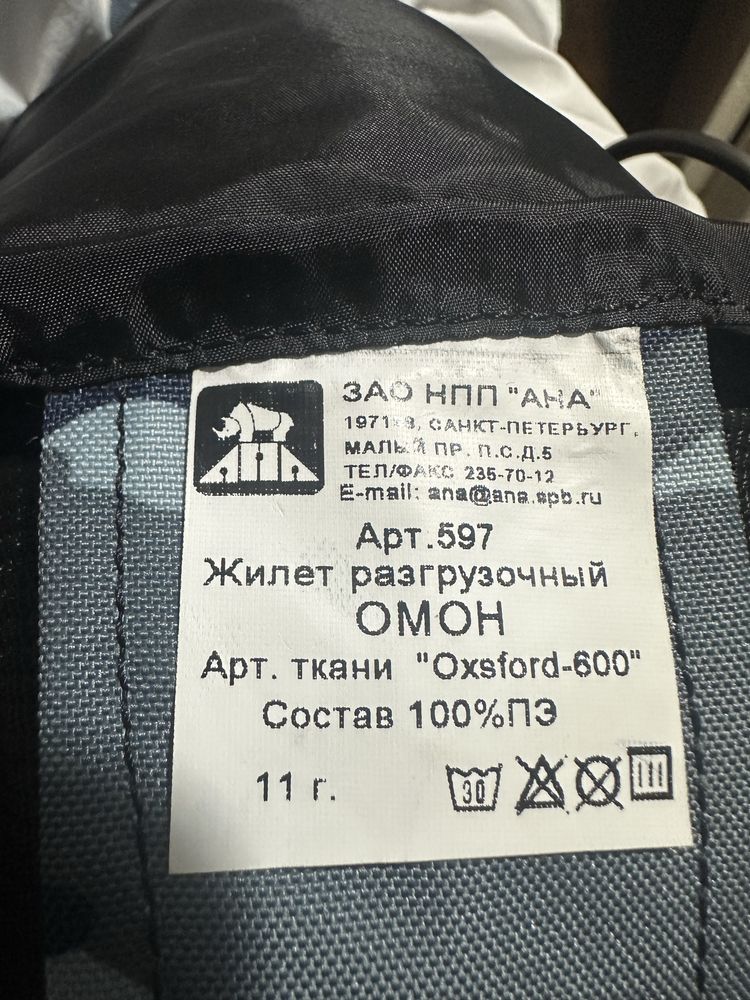 ЗАО НПП "АНА"
САНКТ-ПЕТЕРБУРГ,
МАЛЫЙ ПР. П.С.Д.5
ТЕЛ/ФАКС 235-70-12
E-mail: ana@ana.spb.ru
Арт.597
Жилет разгрузочный
ОМОН
Арт. ткани "Oxsford-600"
Состав 100%ПЭ
11 г.
30